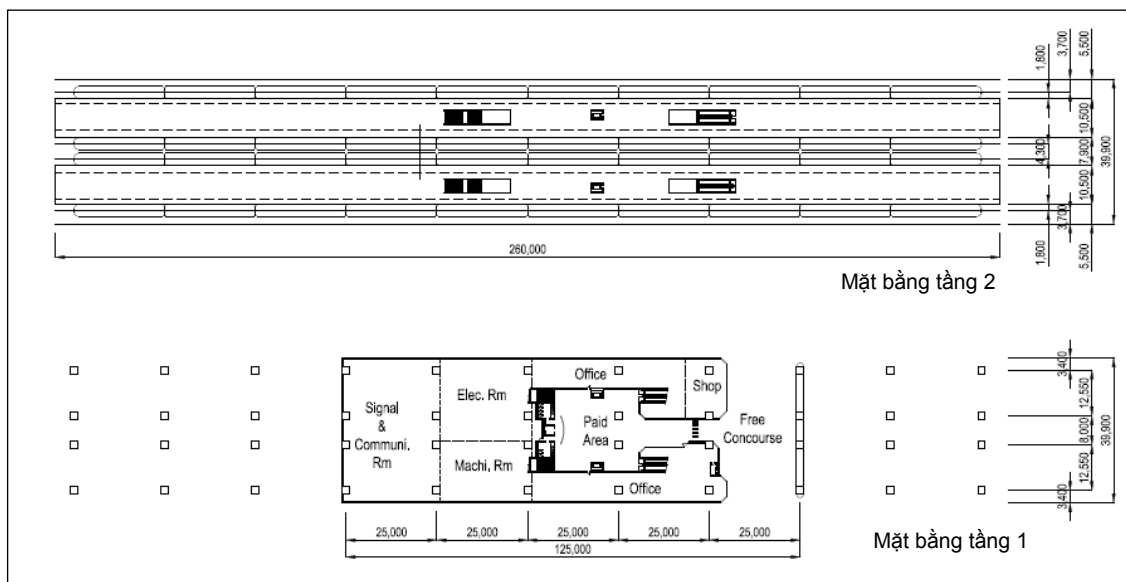 1,800
3,700
5,500
10,500
4,300
7,900
39,900
10,500
1,800
3,700
5,500
260,000
Mặt bằng tầng 2
Signal
&
Communi.
Rm
Elec. Rm
Machi, Rm
Office
Paid
Area
Shop
Free
Concourse
Office
3,400
12,550
8,000
39,900
12,550
3,400
25,000
25,000
25,000
25,000
25,000
125,000
Mặt bằng tầng 1